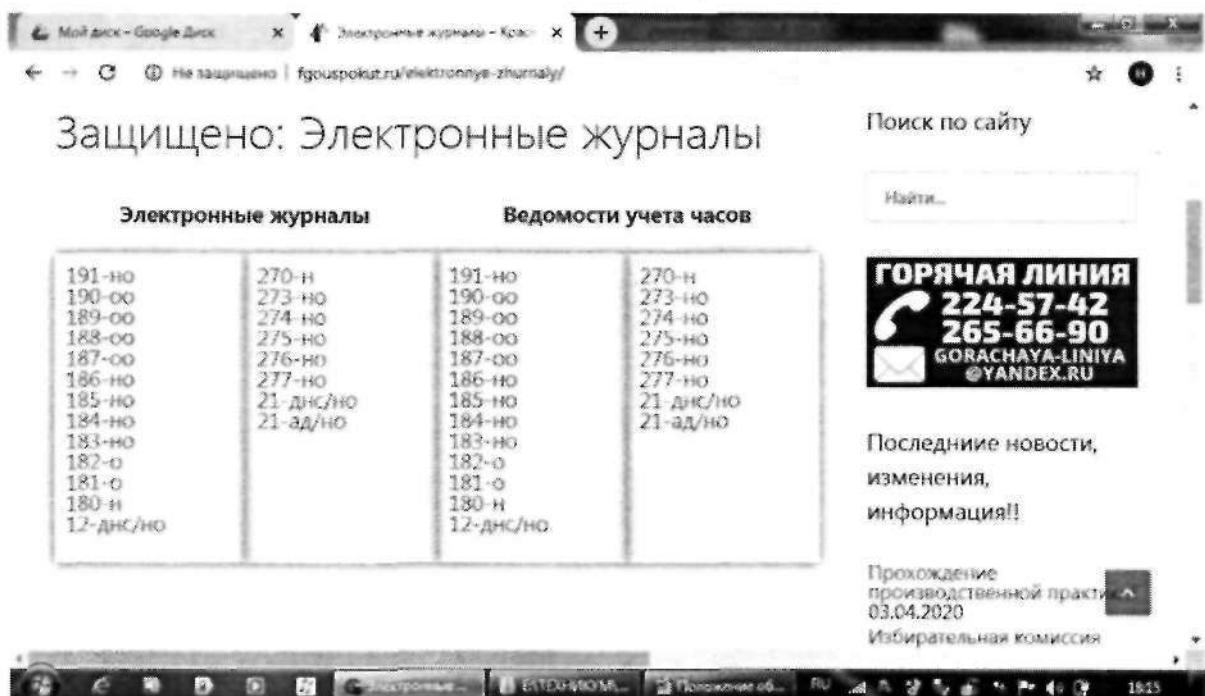 Мой диск – Google Диск
Электронные журналы – Крас
Не защищено | fgouspokut.ru/elektronnye-zhurnaly/
Защищено: Электронные журналы
Электронные журналы
191-но
190-оо
189-оо
188-оо
187-оо
186-но
185-но
184-но
183-но
182-о
181-о
180-н
12-днс/но
270-н
273-но
274-но
275-но
276-но
277-но
21-днс/но
21-ад/но
Ведомости учета часов
191-но
190-оо
189-оо
188-оо
187-оо
186-но
185-но
184-но
183-но
182-о
181-о
180-н
12-днс/но
270-н
273-но
274-но
275-но
276-но
277-но
21-днс/но
21-ад/но
Поиск по сайту
Найти...
ГОРЯЧАЯ ЛИНИЯ
224-57-42
265-66-90
GORACHAYA-LINIYA
@YANDEX.RU
Последниие новости,
изменения,
информация!!
Прохождение
производственной практи
03.04.2020
Избирательная комиссия
Электронные ...
Положение об...
RU
18:15